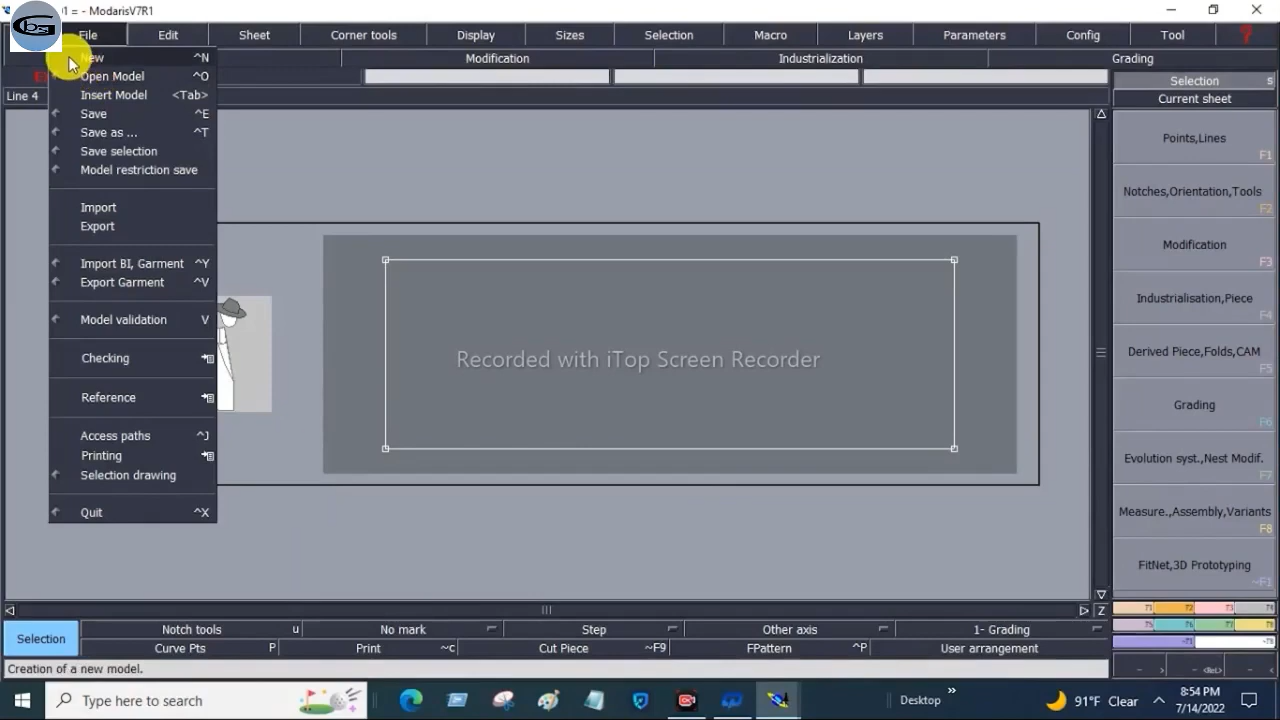 01 = - ModarisV7R1
File Edit Sheet Corner tools Display Sizes Selection Macro Layers Parameters Config Tool ?
Modification Industrialization Grading
New ^N
Open Model ^O
Insert Model <Tab>
Save ^E
Save as ... ^T
Save selection
Model restriction save
Import
Export
Import BI, Garment ^Y
Export Garment ^V
Model validation V
Checking
Reference
Access paths ^J
Printing
Selection drawing
Quit ^X
Line 4
Recorded with iTop Screen Recorder
Selection s
Current sheet
Points,Lines
F1
Notches,Orientation,Tools
F2
Modification
F3
Industrialisation,Piece
F4
Derived Piece,Folds,CAM
F5
Grading
F6
Evolution syst.,Nest Modif.
F7
Measure.,Assembly,Variants
F8
FitNet,3D Prototyping
~F1
Z
Selection
Notch tools u No mark Step Other axis 1- Grading
Curve Pts P Print ~c Cut Piece ~F9 FPattern ^P User arrangement
Creation of a new model.
Type here to search
Desktop »
91°F Clear
8:54 PM
7/14/2022